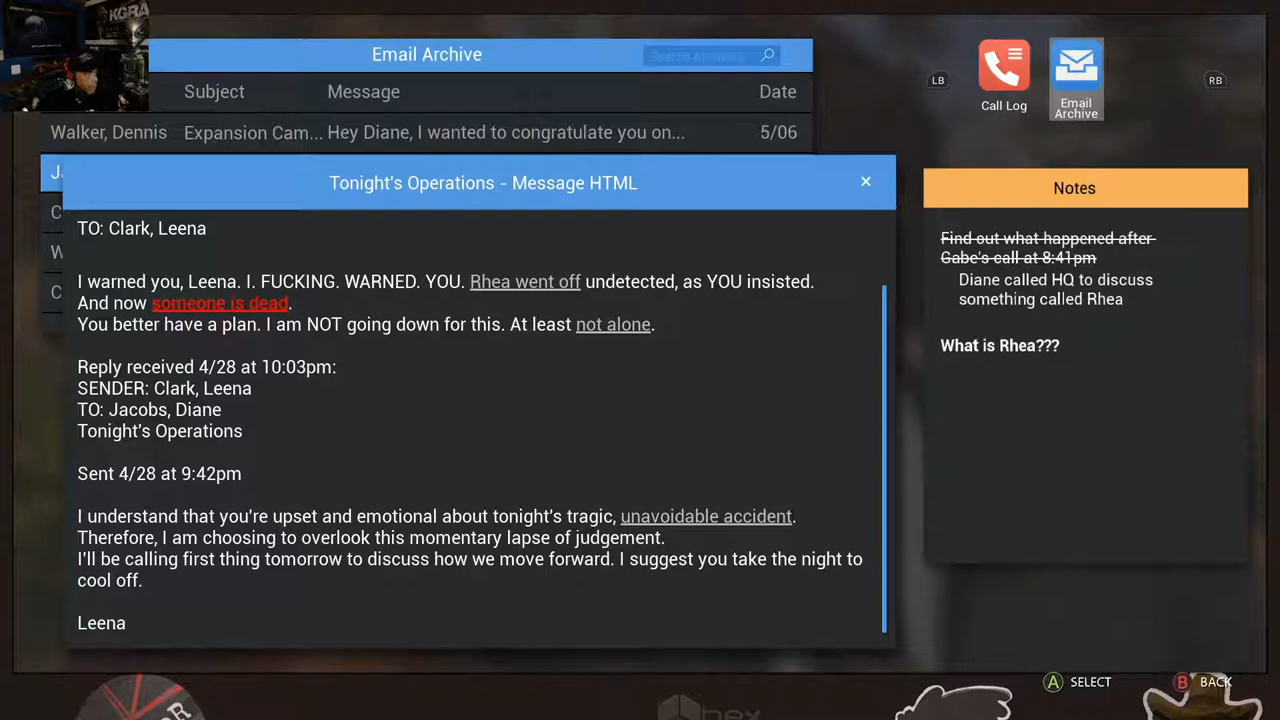 KGRA
Email Archive
Search Archive
Subject Message Date
Walker, Dennis Expansion Cam... Hey Diane, I wanted to congratulate you on... 5/06
Tonight's Operations - Message HTML ×
TO: Clark, Leena
I warned you, Leena. I. FUCKING. WARNED. YOU. Rhea went off undetected, as YOU insisted.
And now someone is dead.
You better have a plan. I am NOT going down for this. At least not alone.
Reply received 4/28 at 10:03pm:
SENDER: Clark, Leena
TO: Jacobs, Diane
Tonight's Operations
Sent 4/28 at 9:42pm
I understand that you're upset and emotional about tonight's tragic, unavoidable accident.
Therefore, I am choosing to overlook this momentary lapse of judgement.
I'll be calling first thing tomorrow to discuss how we move forward. I suggest you take the night to
cool off.
Leena
LB
Call Log
Email
Archive
RB
Notes
Find out what happened after
Gabe's call at 8:41pm
Diane called HQ to discuss
something called Rhea
What is Rhea???
A SELECT B BACK